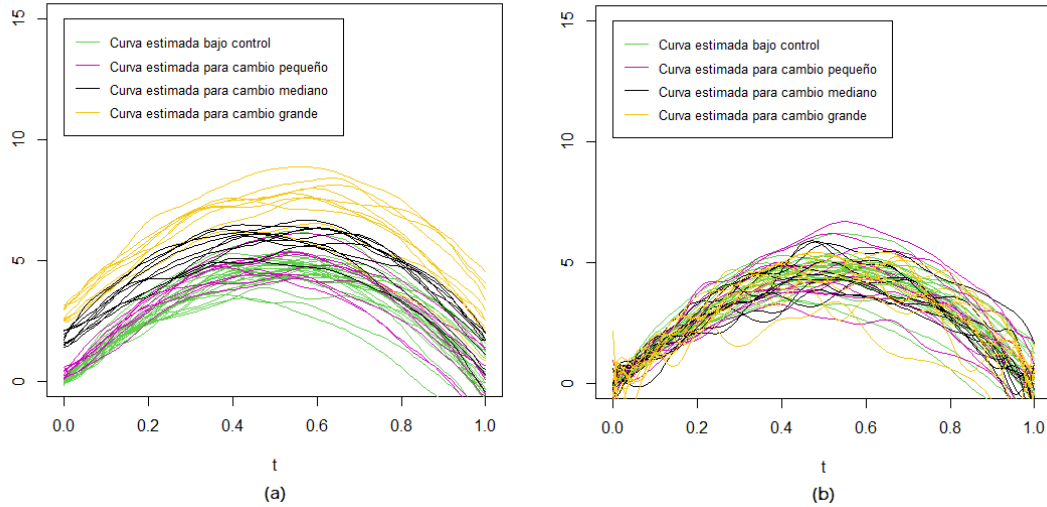 15
10
5
0
Curva estimada bajo control
Curva estimada para cambio pequeño
Curva estimada para cambio mediano
Curva estimada para cambio grande
0.0 0.2 0.4 0.6 0.8 1.0
t
(a)
15
10
5
0
Curva estimada bajo control
Curva estimada para cambio pequeño
Curva estimada para cambio mediano
Curva estimada para cambio grande
0.0 0.2 0.4 0.6 0.8 1.0
t
(b)